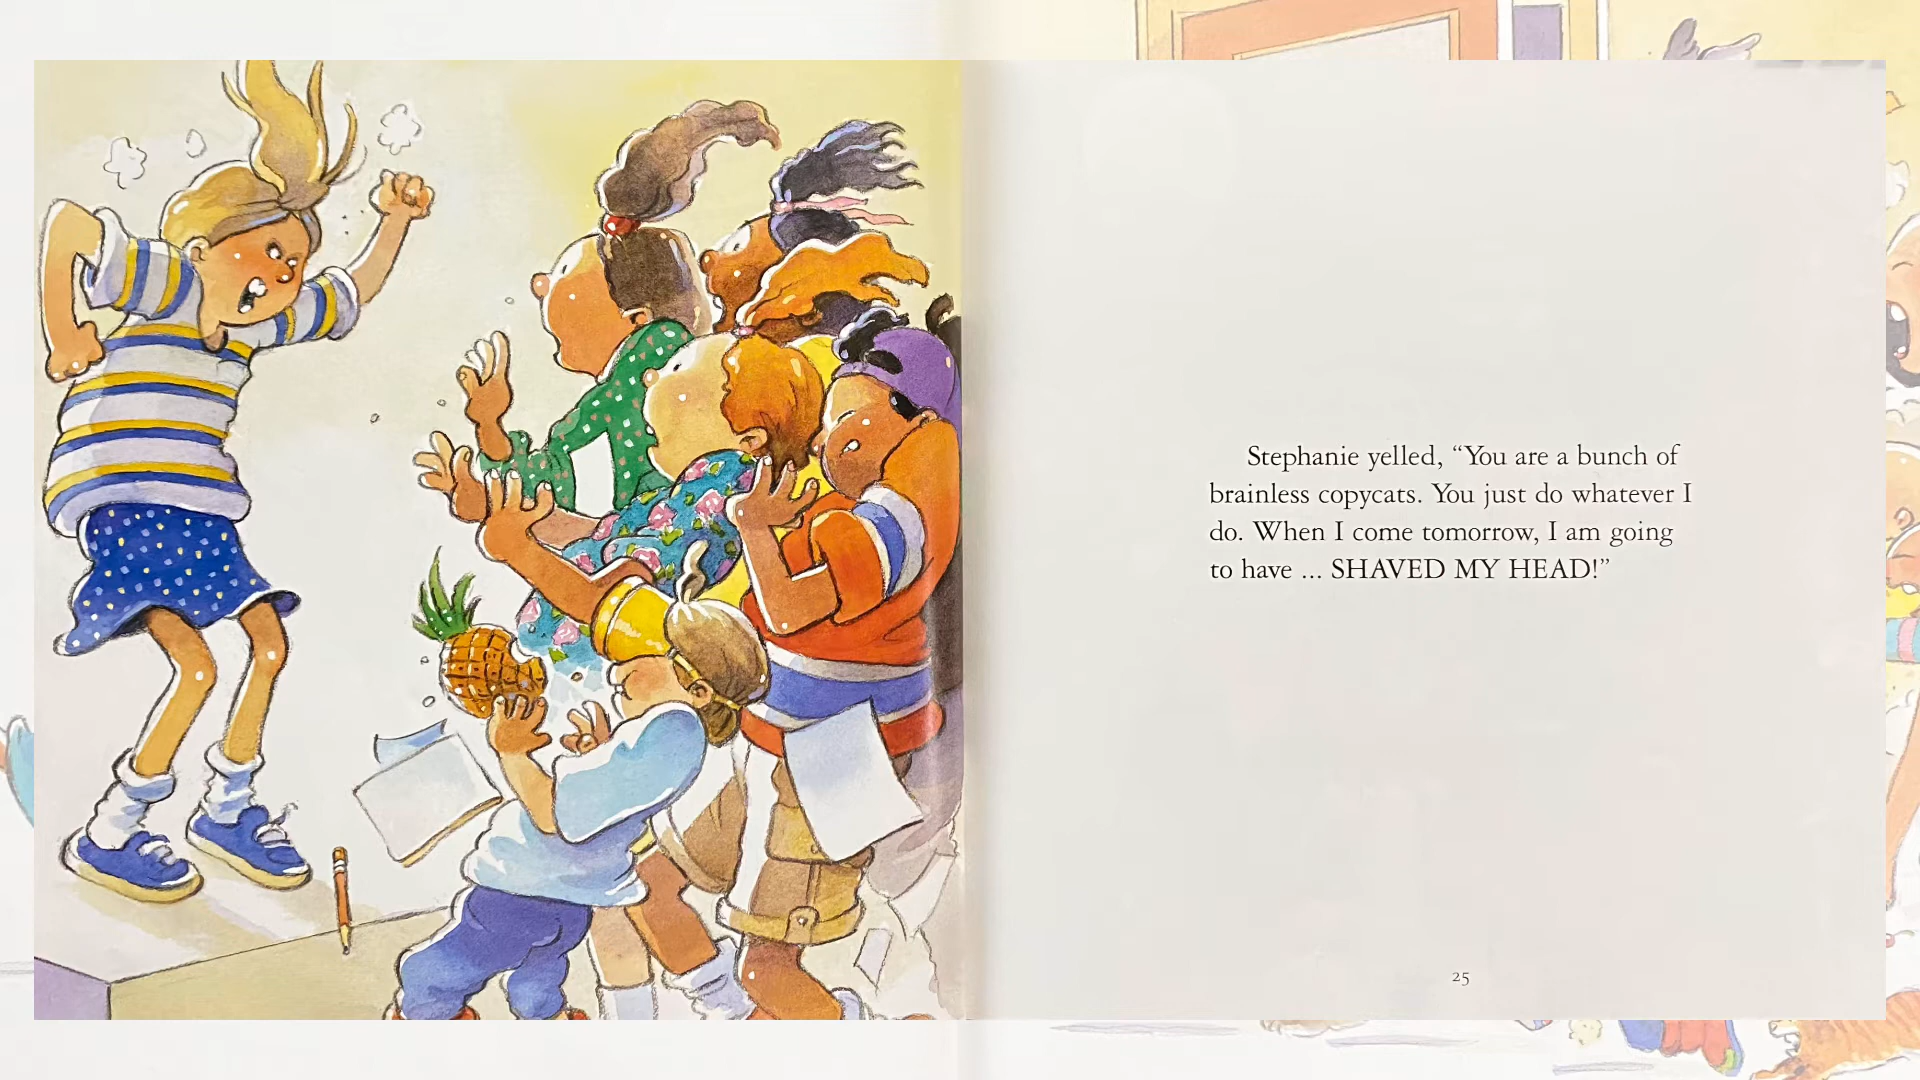 Stephanie yelled, “You are a bunch of
brainless copycats. You just do whatever I
do. When I come tomorrow, I am going
to have ... SHAVED MY HEAD!”
25